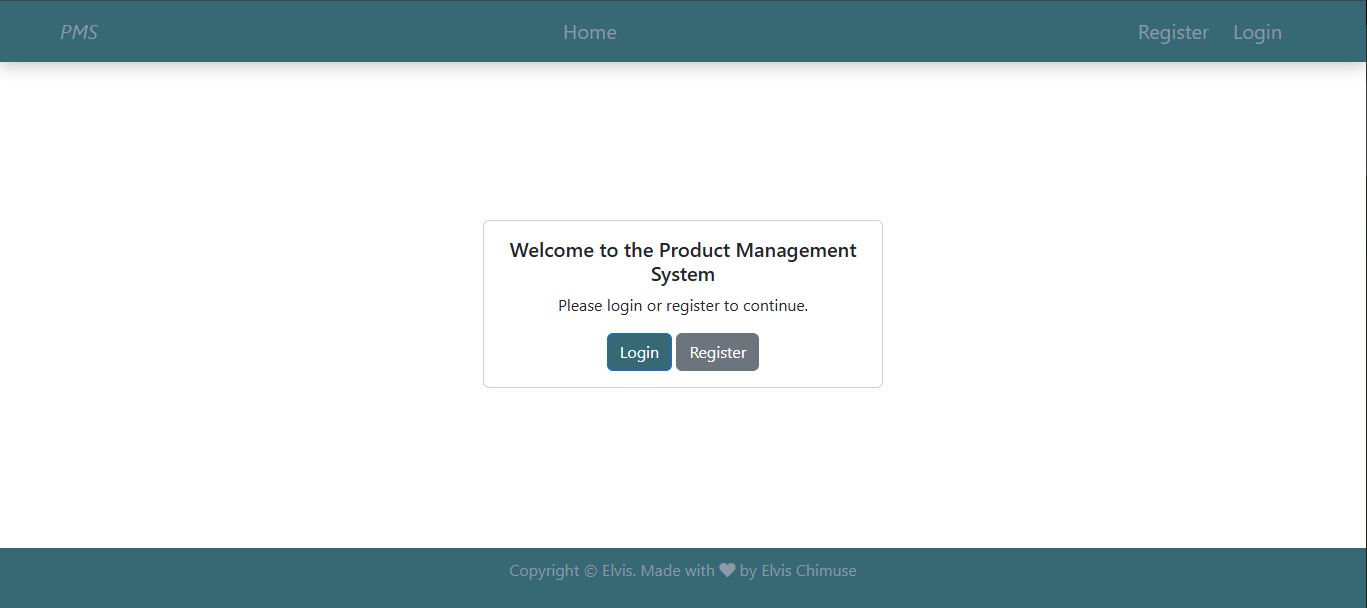 PMS Home Register Login
Welcome to the Product Management
System
Please login or register to continue.
Login Register
Copyright © Elvis. Made with ❤ by Elvis Chimuse